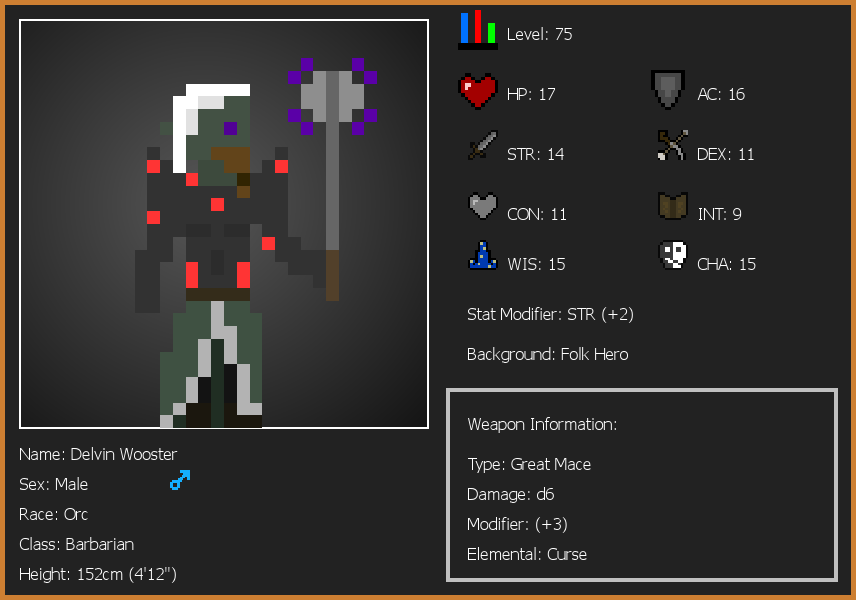 Level: 75
HP: 17
AC: 16
STR: 14
DEX: 11
CON: 11
INT: 9
WIS: 15
CHA: 15
Stat Modifier: STR (+2)
Background: Folk Hero
Weapon Information:
Type: Great Mace
Damage: d6
Modifier: (+3)
Elemental: Curse
Name: Delvin Wooster
Sex: Male
Race: Orc
Class: Barbarian
Height: 152cm (4'12")